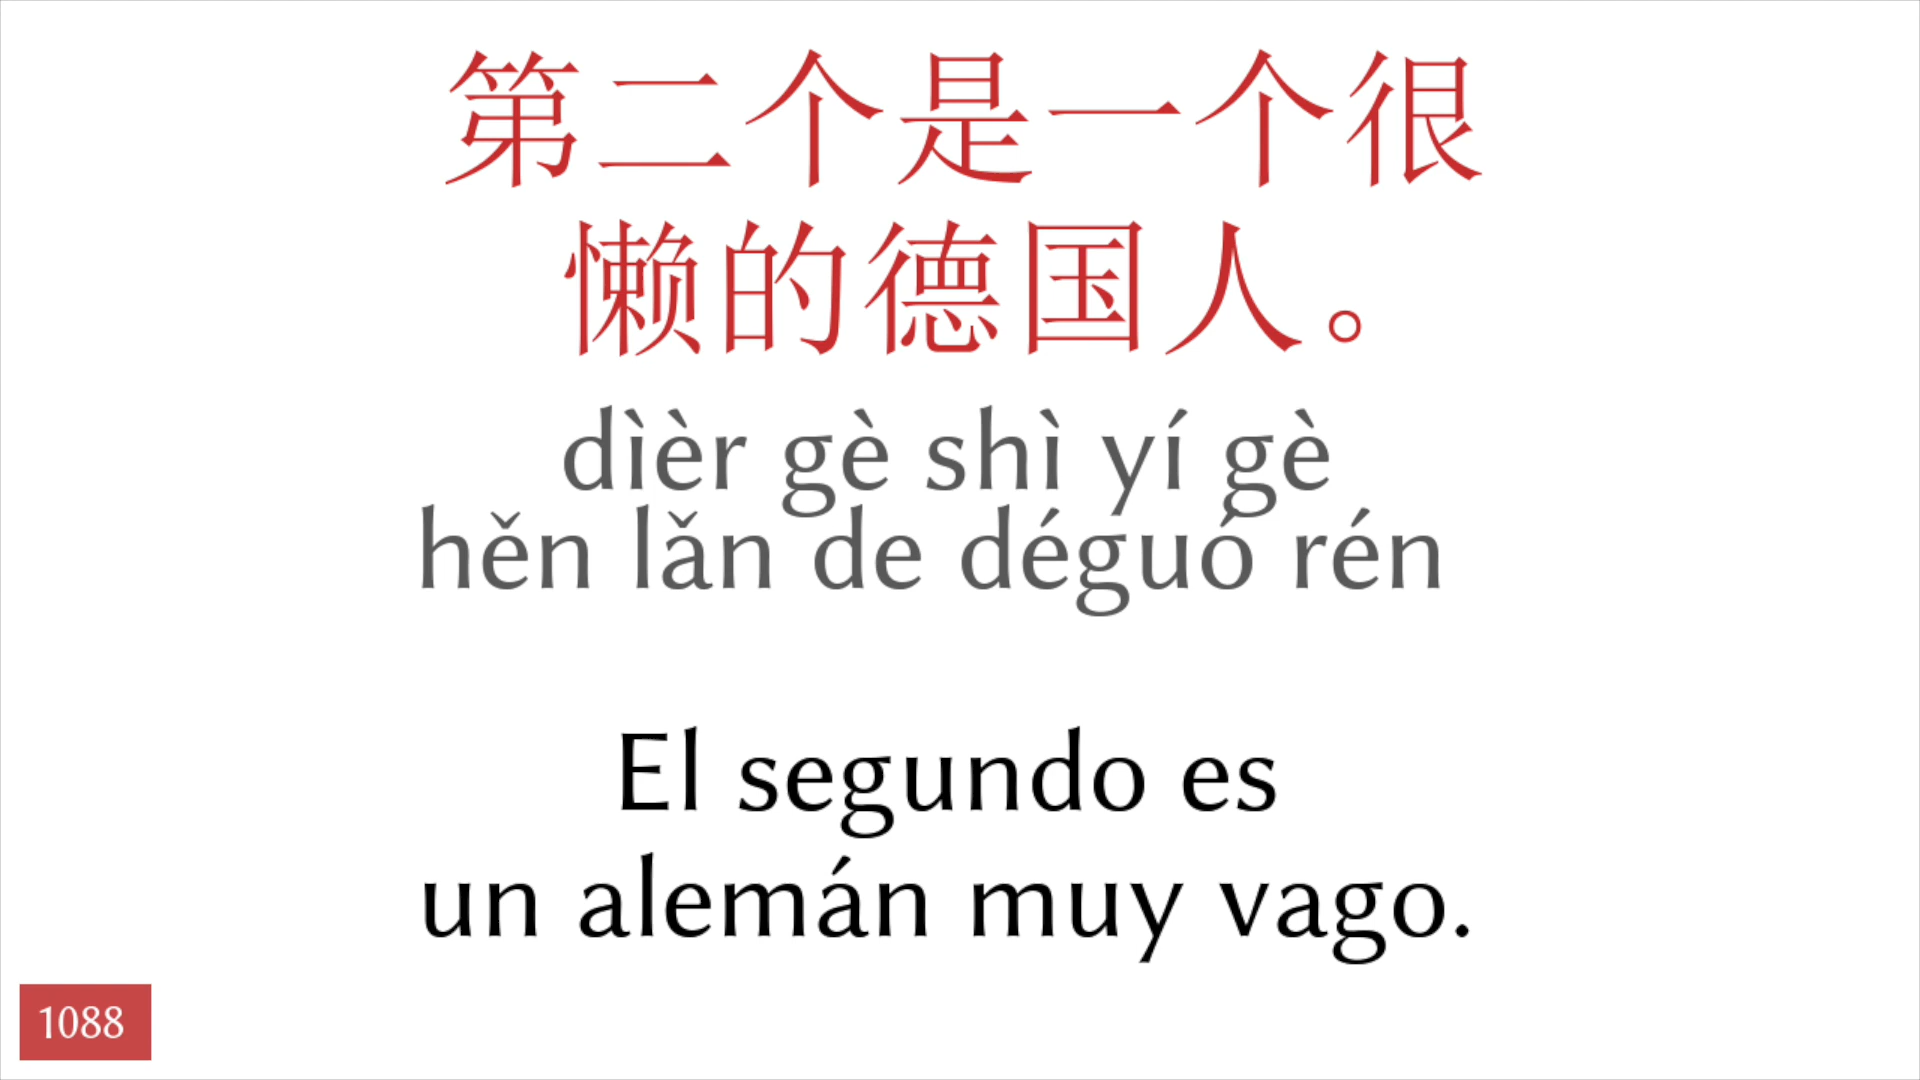 第二个是一个很
懒的德国人。
dìèr gè shì yí gè
hěn lǎn de déguó rén
El segundo es
un alemán muy vago.
1088